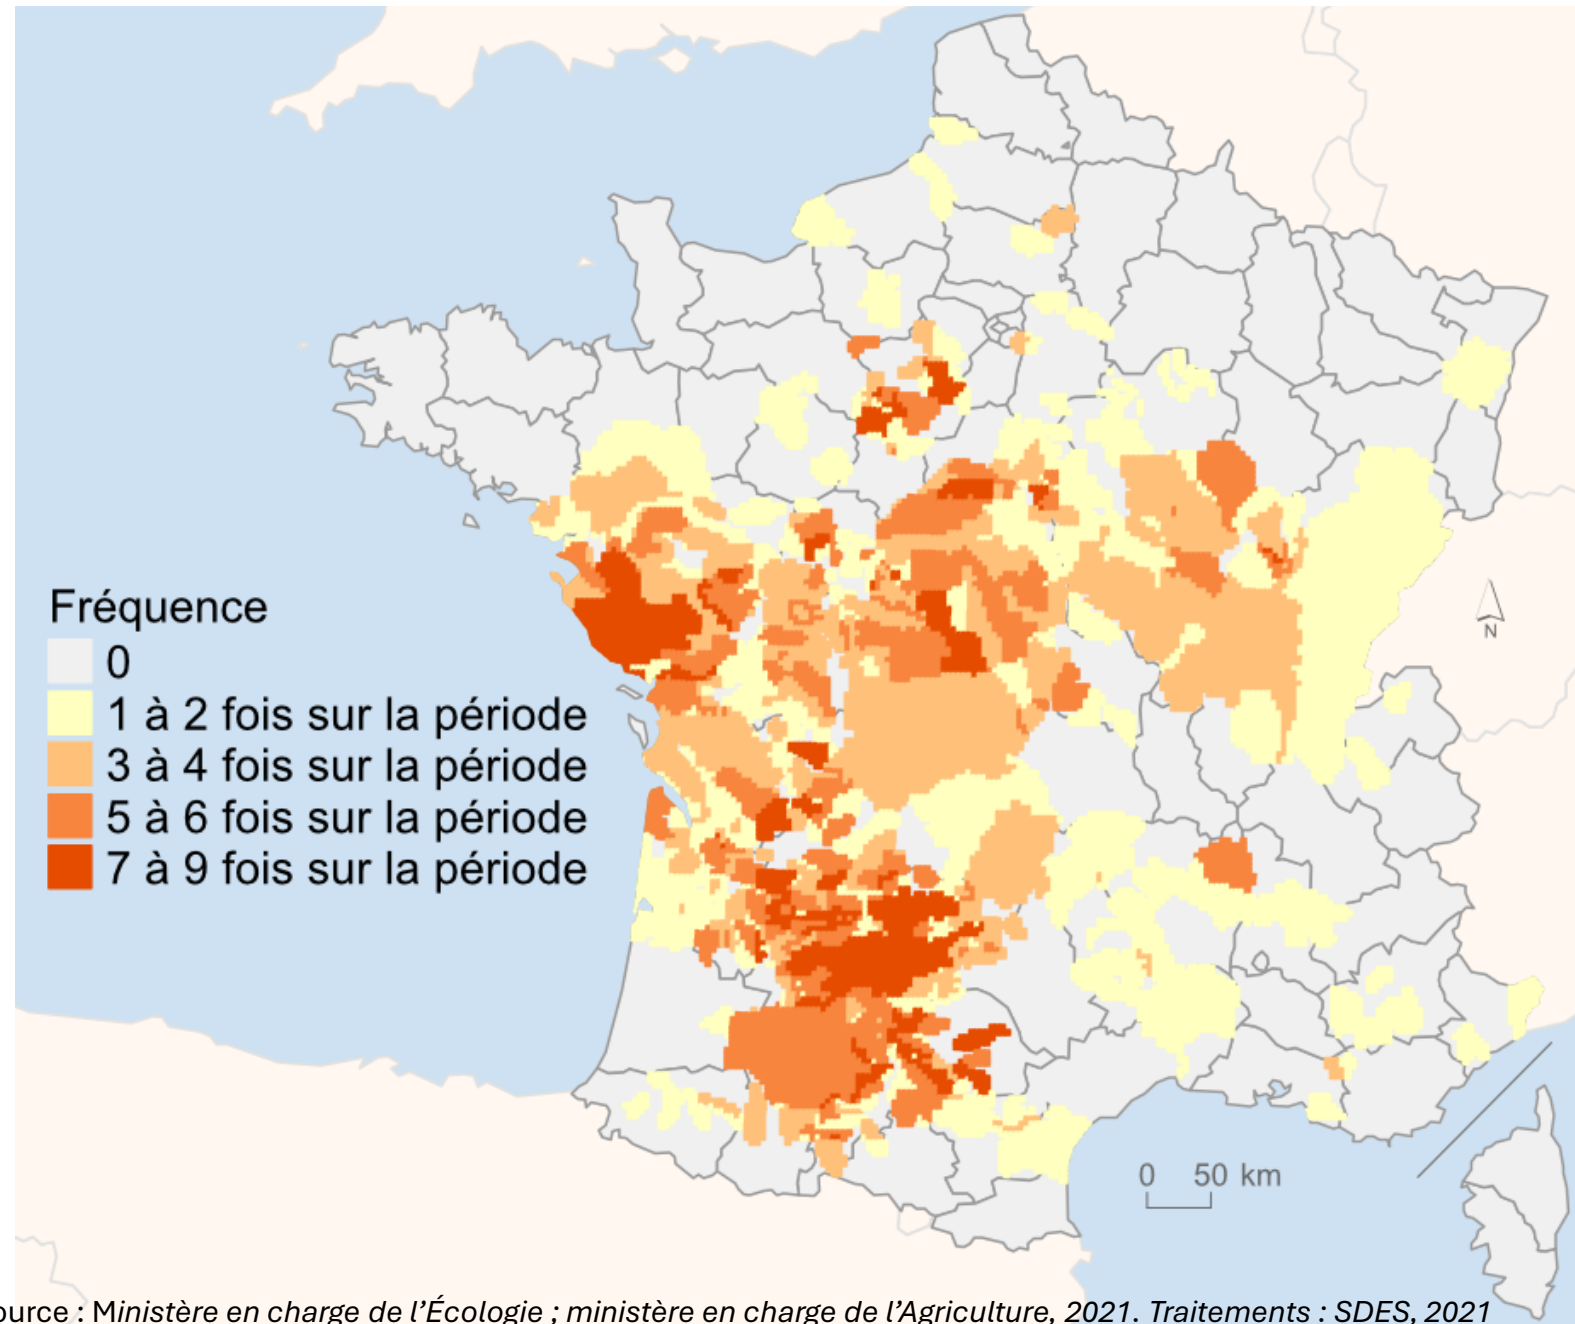 Fréquence
0
1 à 2 fois sur la période
3 à 4 fois sur la période
5 à 6 fois sur la période
7 à 9 fois sur la période
N
0 50 km
ource : Ministère en charge de l’Écologie ; ministère en charge de l’Agriculture, 2021. Traitements : SDES, 2021